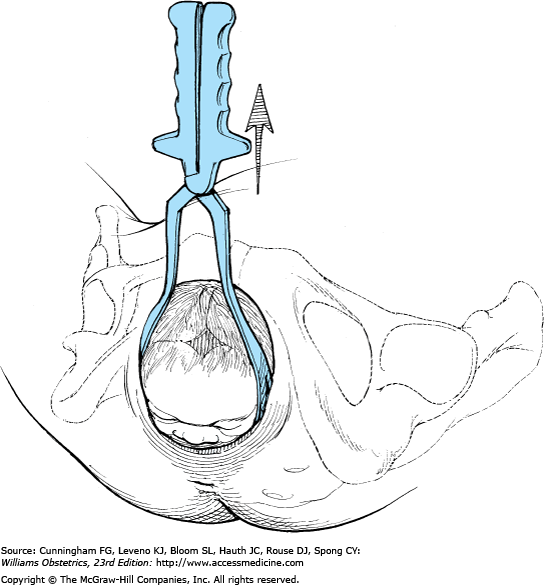 Source: Cunningham FG, Leveno KJ, Bloom SL, Hauth JC, Rouse DJ, Spong CY:
Williams Obstetrics, 23rd Edition: http://www.accessmedicine.com
Copyright © The McGraw-Hill Companies, Inc. All rights reserved.